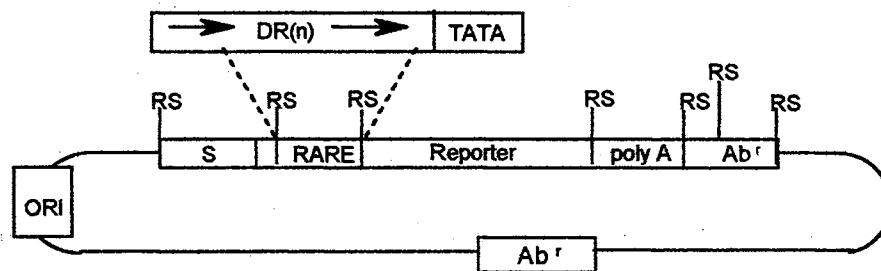 DR(n) TATA
RS
RS RS RS RS RS RS
S RARE Reporter poly A Ab r
ORI
Ab r